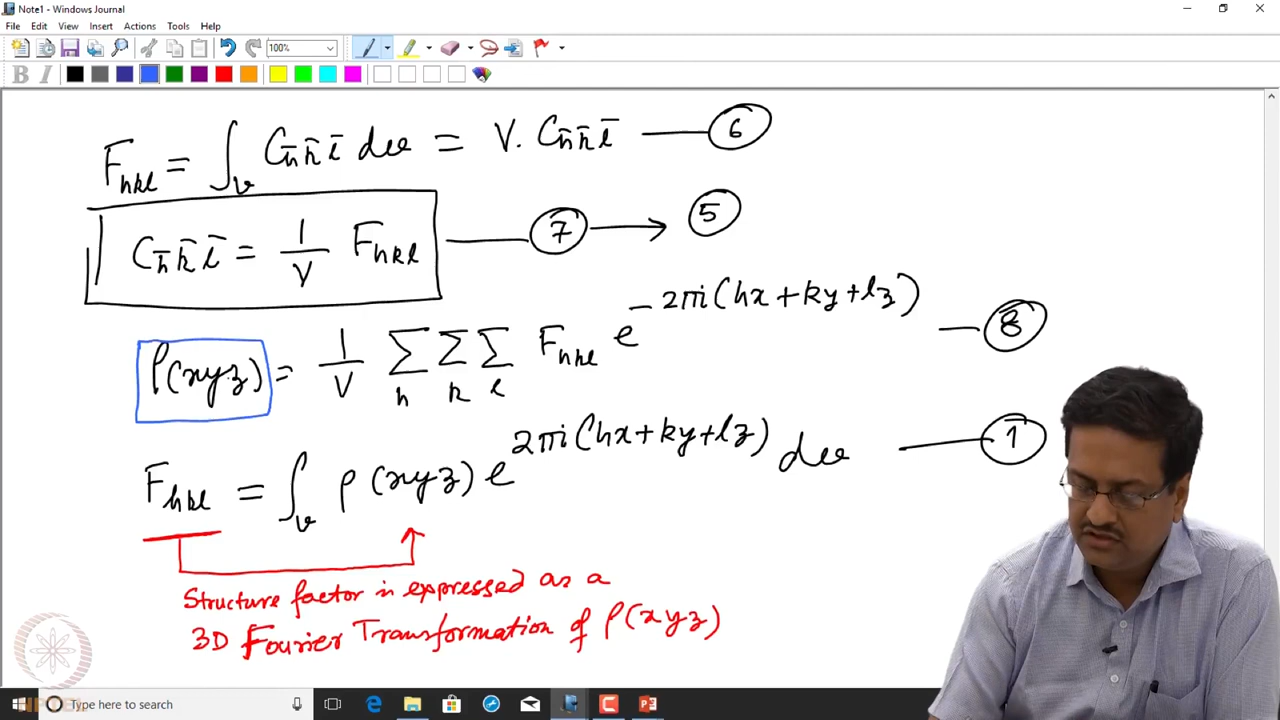 Note1 - Windows Journal
File Edit View Insert Actions Tools Help
100%
B I
F_hkl = ∫_v C_h̄k̄l̄ dv = V. C_h̄k̄l̄ — 6
C_h̄k̄l̄ = 1/V F_hkl — 7 → 5
ρ(xyz) = 1/V Σ_h Σ_k Σ_l F_hkl e^-2πi(hx+ky+lz) — 8
F_hkl = ∫_v ρ(xyz) e^2πi(hx+ky+lz) dv — 1
Structure factor is expressed as a
3D Fourier Transformation of ρ(xyz)
Type here to search